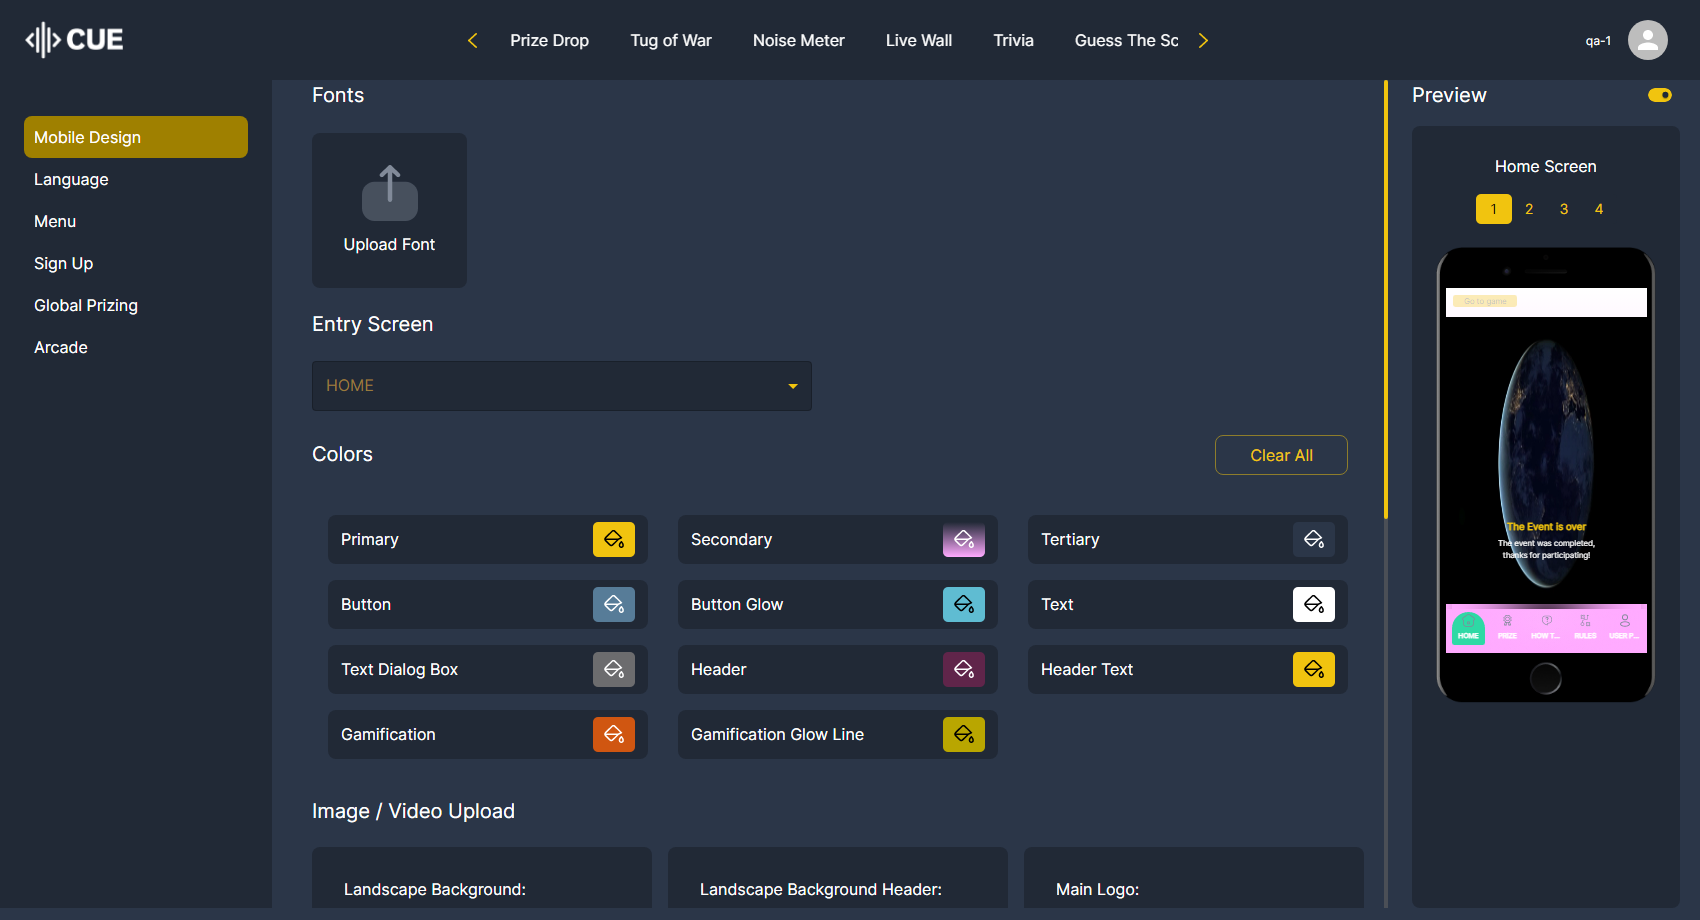 CUE
Prize Drop
Tug of War
Noise Meter
Live Wall
Trivia
Guess The Sc
qa-1
Mobile Design
Language
Menu
Sign Up
Global Prizing
Arcade
Fonts
Upload Font
Entry Screen
HOME
Colors
Clear All
Primary
Secondary
Tertiary
Button
Button Glow
Text
Text Dialog Box
Header
Header Text
Gamification
Gamification Glow Line
Image / Video Upload
Landscape Background:
Landscape Background Header:
Main Logo:
Preview
Home Screen
1 2 3 4
Go to game
The Event is over
The event was completed,
thanks for participating!
HOME PRIZE HOW T... RULES USER P...